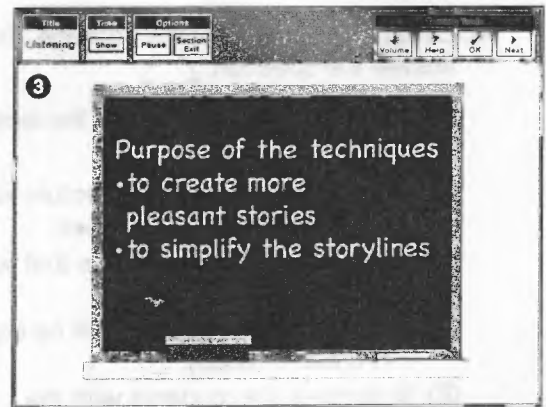 Title Time Options
Listening Show Pause Section Exit Volume Help OK Next
3
Purpose of the techniques
•to create more
pleasant stories
•to simplify the storylines